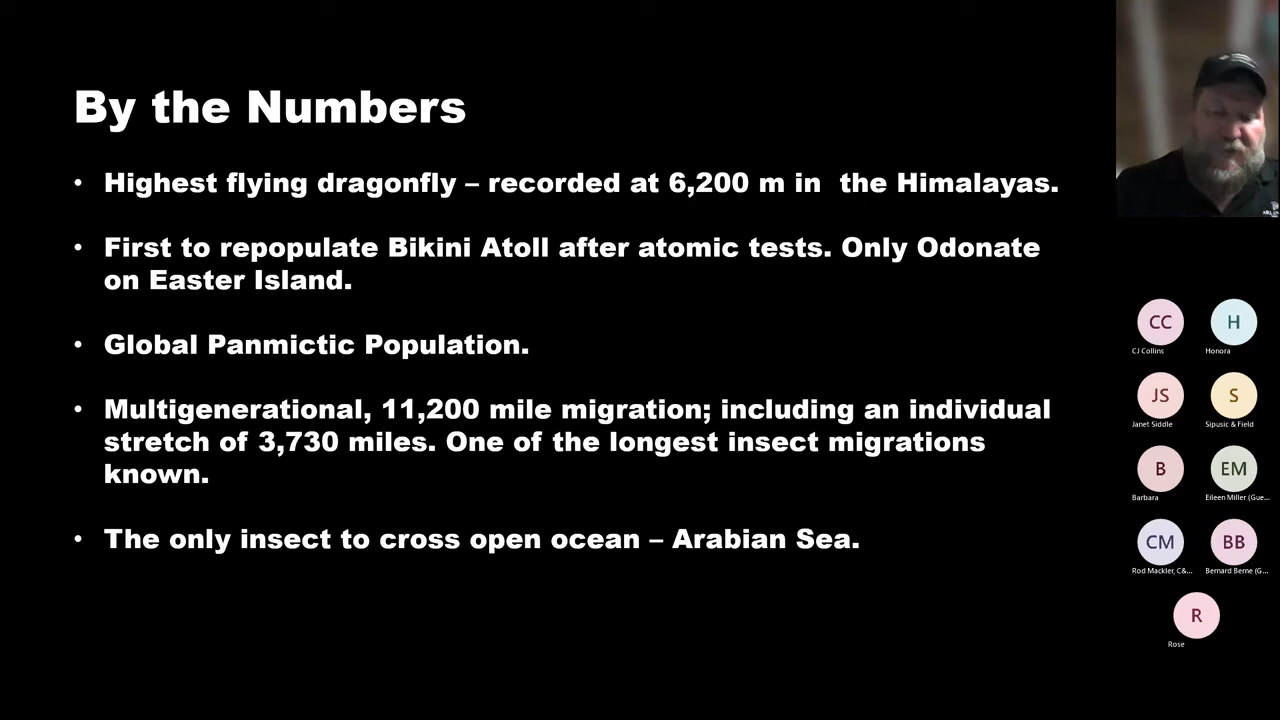 By the Numbers
• Highest flying dragonfly – recorded at 6,200 m in  the Himalayas.
• First to repopulate Bikini Atoll after atomic tests. Only Odonate
on Easter Island.
• Global Panmictic Population.
• Multigenerational, 11,200 mile migration; including an individual
stretch of 3,730 miles. One of the longest insect migrations
known.
• The only insect to cross open ocean – Arabian Sea.
CC
CJ Collins
H
Honora
JS
Janet Siddle
S
Sipusic & Field
B
Barbara
EM
Eileen Miller (Gue...
CM
Rod Mackler, C&...
BB
Bernard Berne (G...
R
Rose